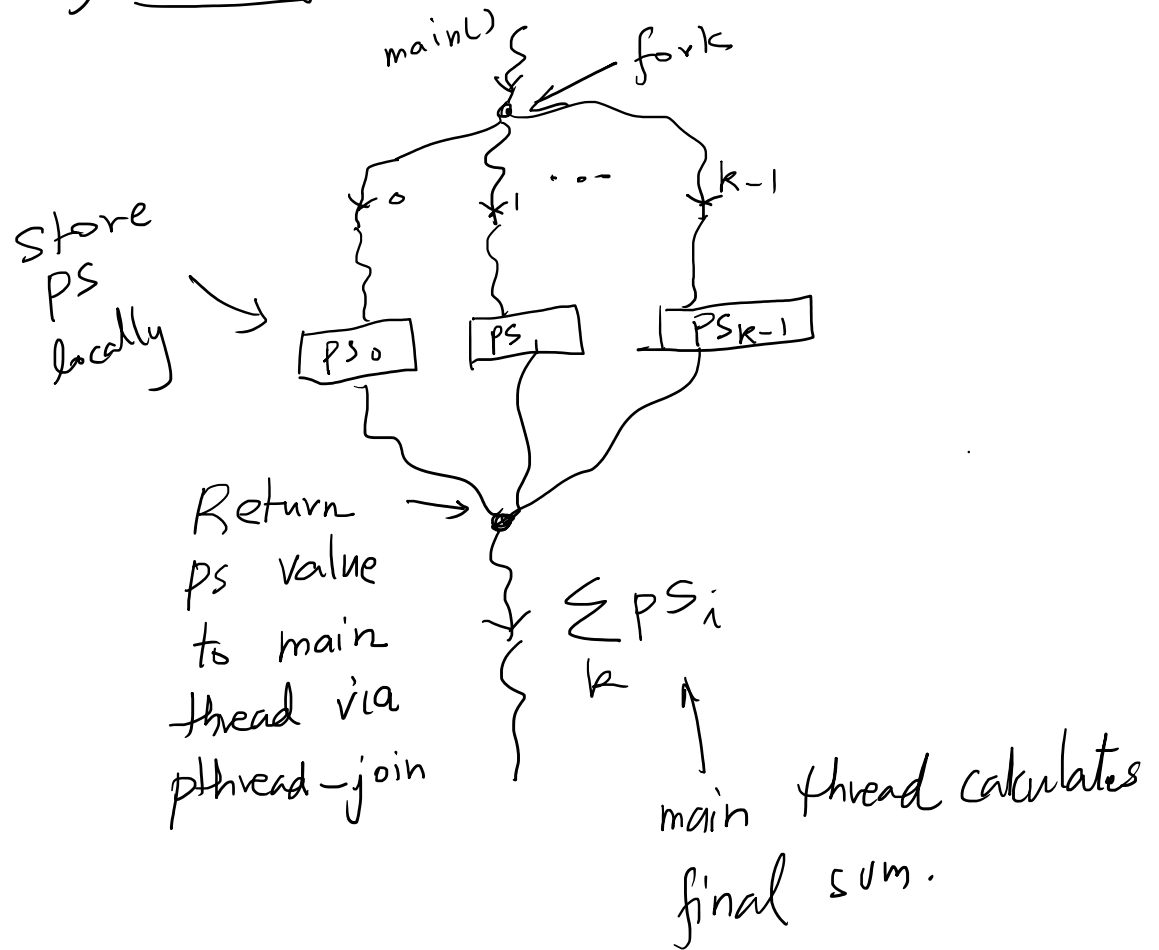 main()
fork
0
1
...
k-1
Store
ps
locally
ps0
ps1
psk-1
Return
ps value
to main
thread via
pthread-join
Σ psi
k
main thread calculates
final sum.